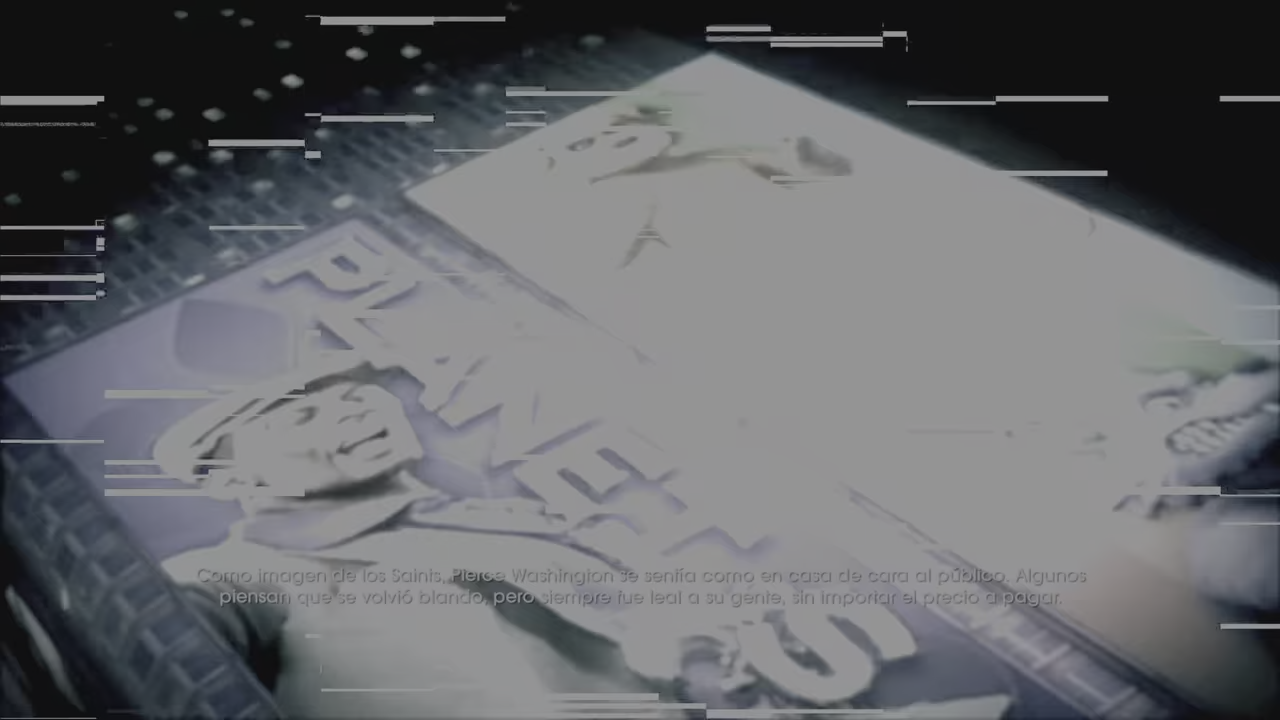 PLANET
Como imagen de los Saints, Pierce Washington se sentía como en casa de cara al público. Algunos
piensan que se volvió blando, pero siempre fue leal a su gente, sin importar el precio a pagar.